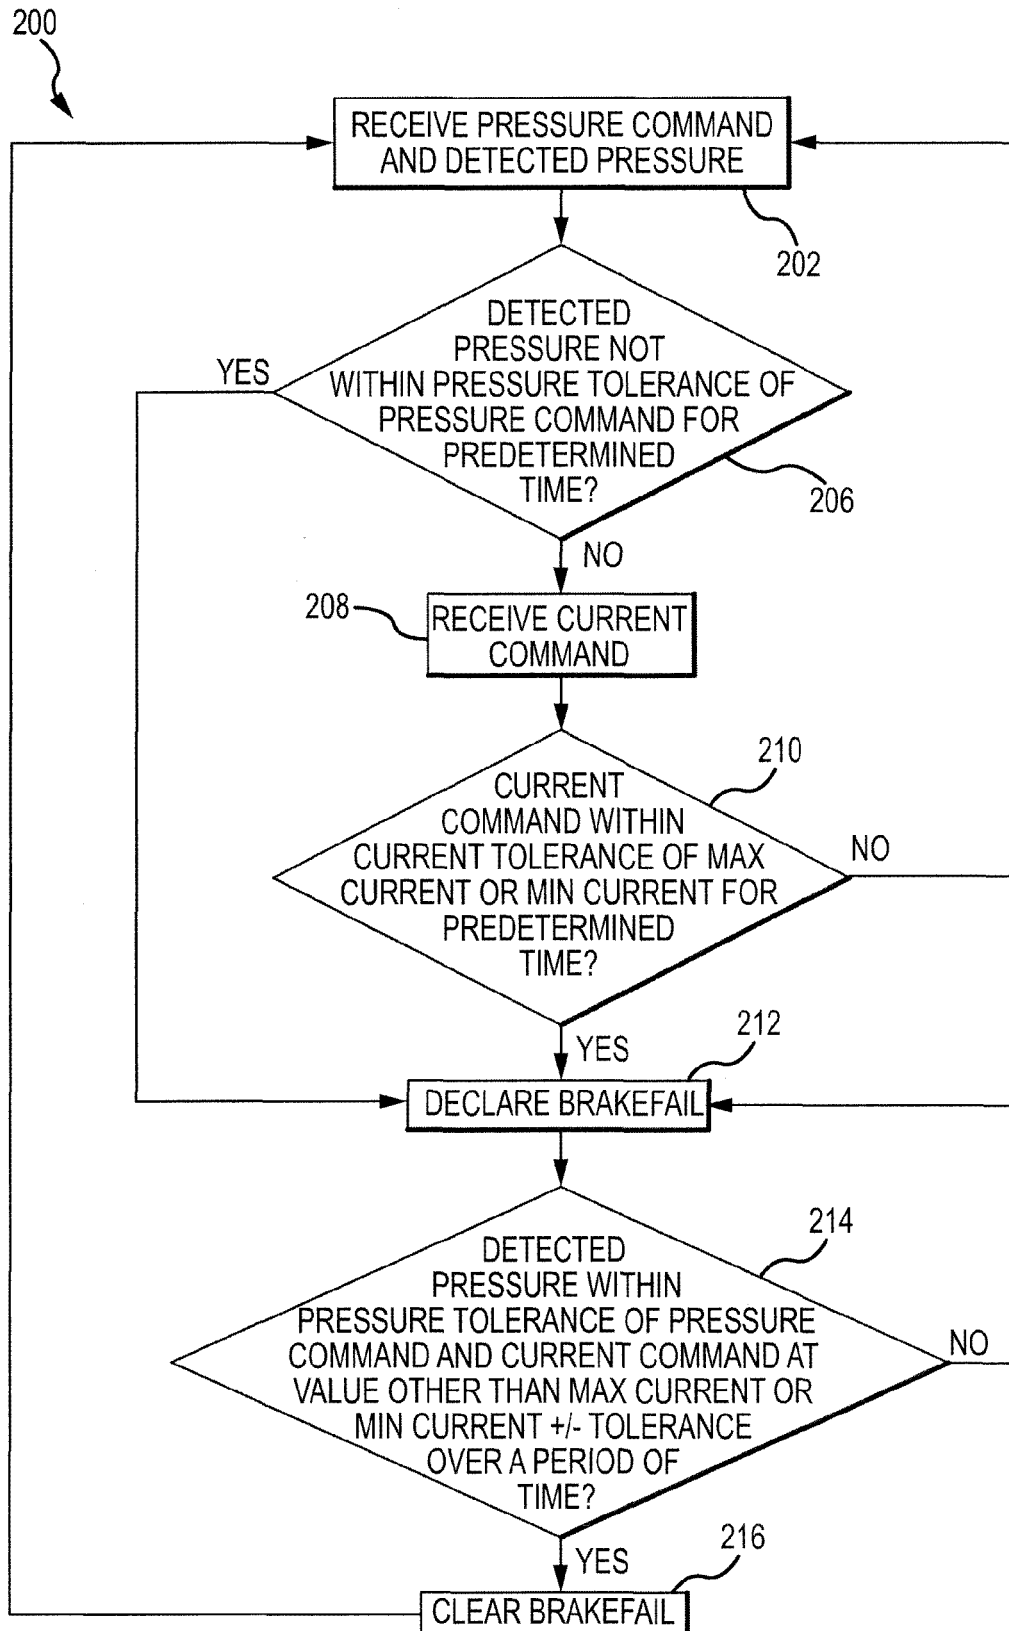 200
RECEIVE PRESSURE COMMAND
AND DETECTED PRESSURE
202
DETECTED
PRESSURE NOT
WITHIN PRESSURE TOLERANCE OF
PRESSURE COMMAND FOR
PREDETERMINED
TIME?
YES
206
NO
208
RECEIVE CURRENT
COMMAND
210
CURRENT
COMMAND WITHIN
CURRENT TOLERANCE OF MAX
CURRENT OR MIN CURRENT FOR
PREDETERMINED
TIME?
NO
YES
212
DECLARE BRAKEFAIL
214
DETECTED
PRESSURE WITHIN
PRESSURE TOLERANCE OF PRESSURE
COMMAND AND CURRENT COMMAND AT
VALUE OTHER THAN MAX CURRENT OR
MIN CURRENT +/- TOLERANCE
OVER A PERIOD OF
TIME?
NO
YES
216
CLEAR BRAKEFAIL